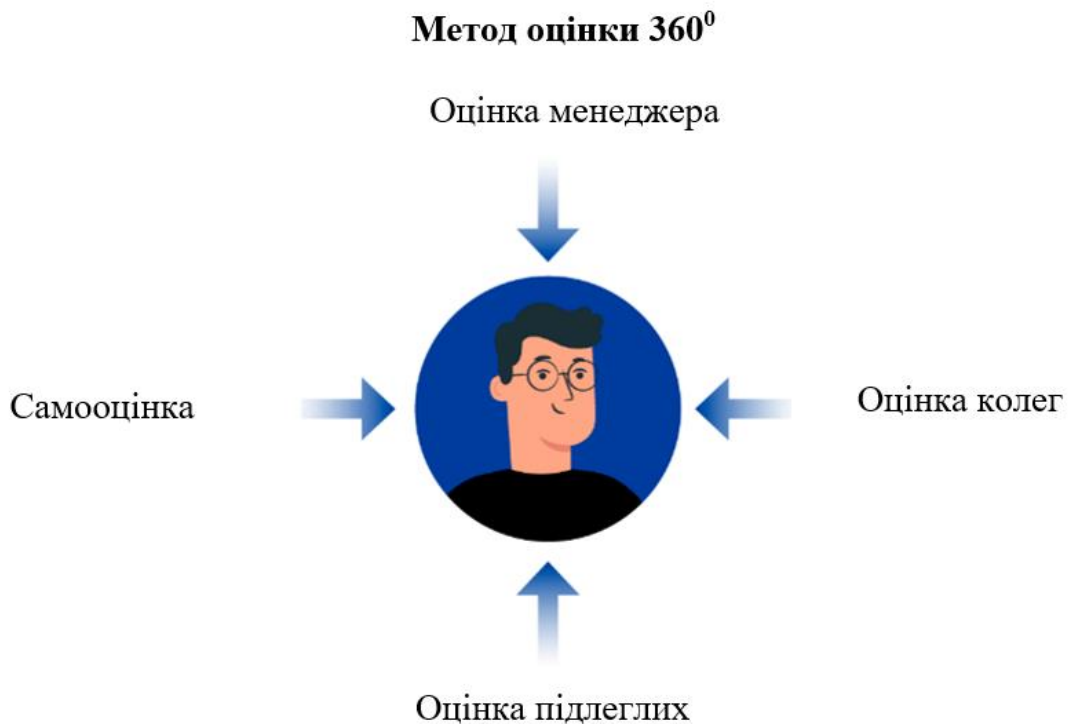 Метод оцінки 360⁰
Оцінка менеджера
Самооцінка
Оцінка колег
Оцінка підлеглих